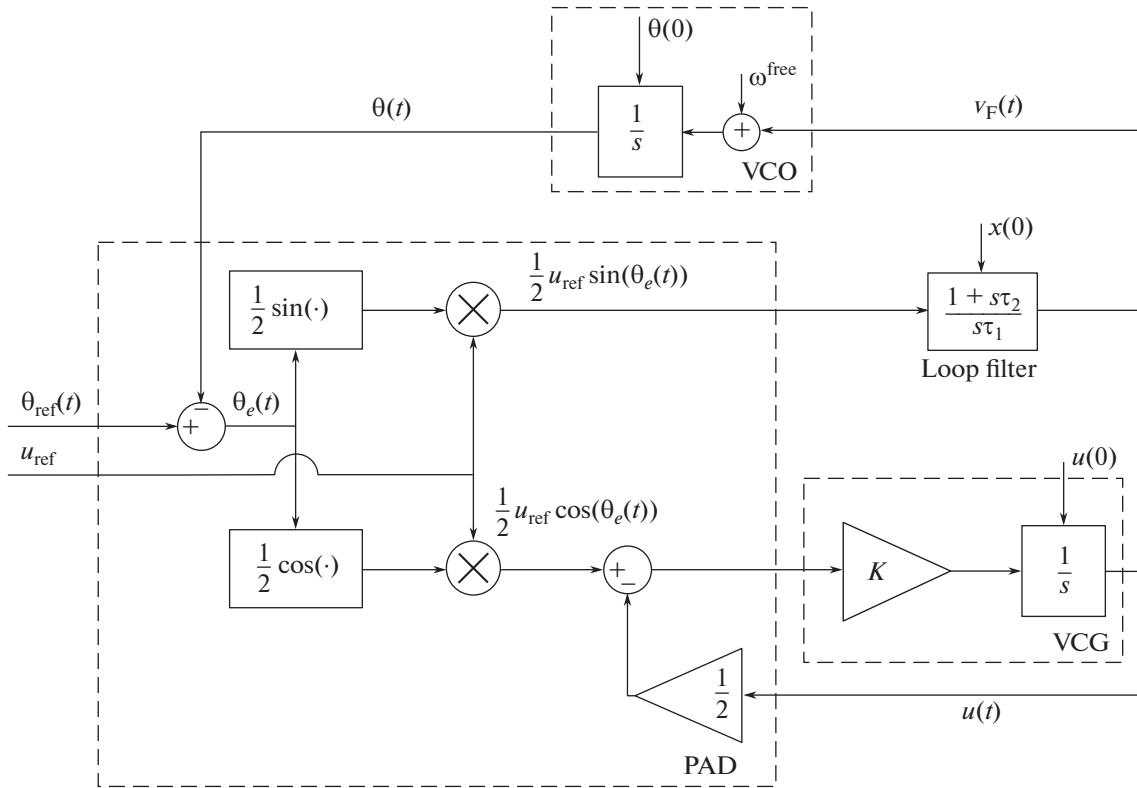 θ(0)
ω^free
θ(t)
1/s
+
v_F(t)
VCO
x(0)
1/2 sin(·)
1/2 u_ref sin(θ_e(t))
1 + sτ_2 / sτ_1
Loop filter
θ_ref(t)
+ −
θ_e(t)
u_ref
1/2 u_ref cos(θ_e(t))
u(0)
1/2 cos(·)
+ −
K
1/s
VCG
1/2
u(t)
PAD